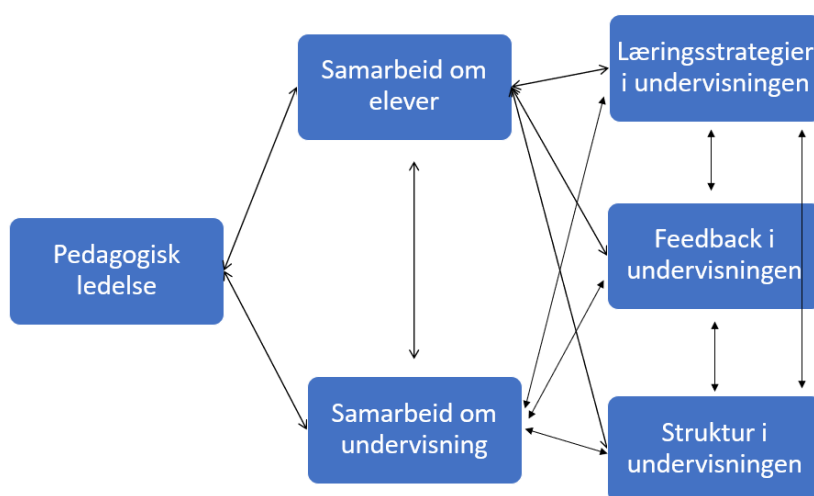 Pedagogisk
ledelse
Samarbeid om
elever
Samarbeid om
undervisning
Læringsstrategier
i undervisningen
Feedback i
undervisningen
Struktur i
undervisningen